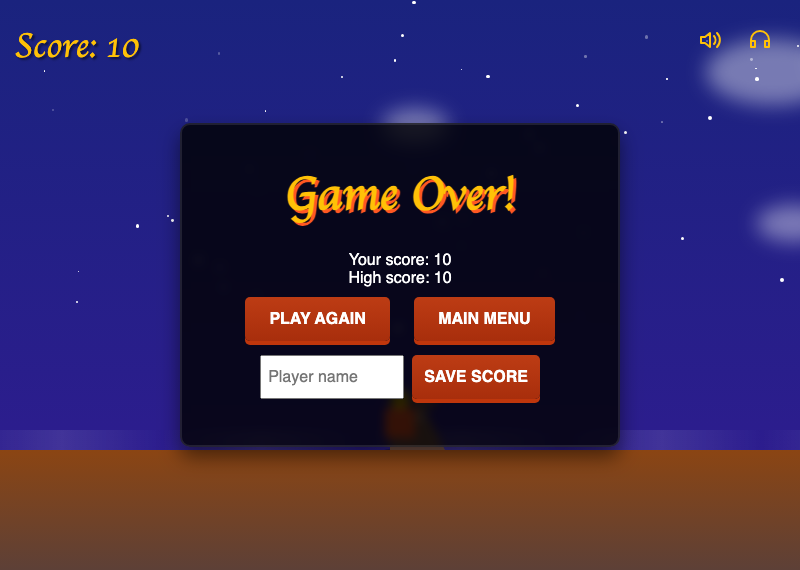 Score: 10
Game Over!
Your score: 10
High score: 10
PLAY AGAIN
MAIN MENU
Player name
SAVE SCORE